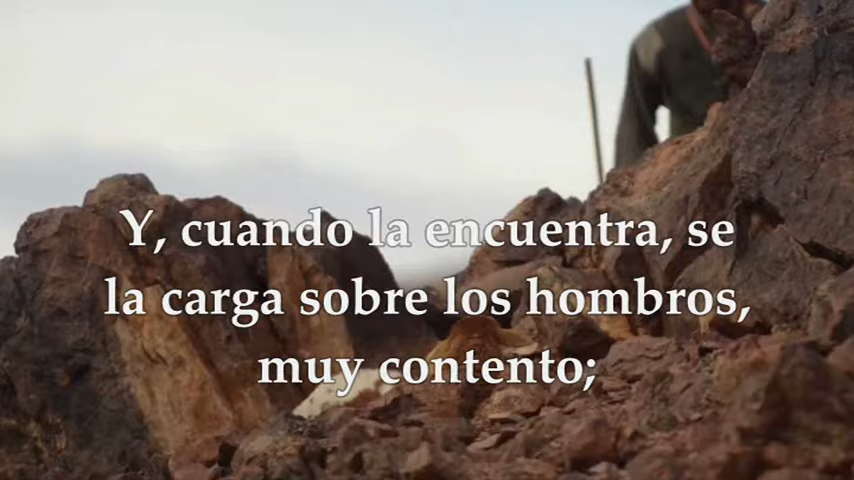 Y, cuando la encuentra, se
la carga sobre los hombros,
muy contento;